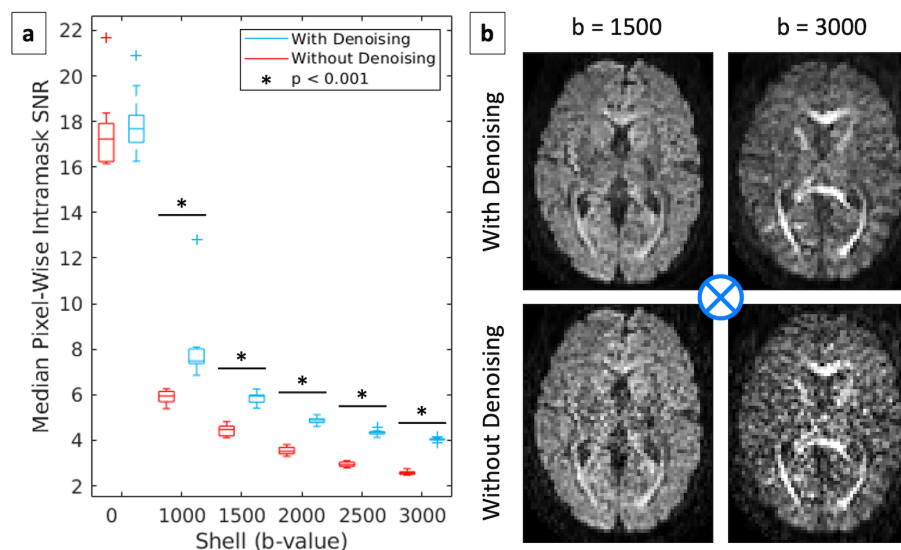 a
22
20
18
16
14
12
10
8
6
4
2
Median Pixel-Wise Intramask SNR
With Denoising
Without Denoising
* p < 0.001
*
*
*
*
*
0 1000 1500 2000 2500 3000
Shell (b-value)
b
b = 1500 b = 3000
With Denoising
Without Denoising